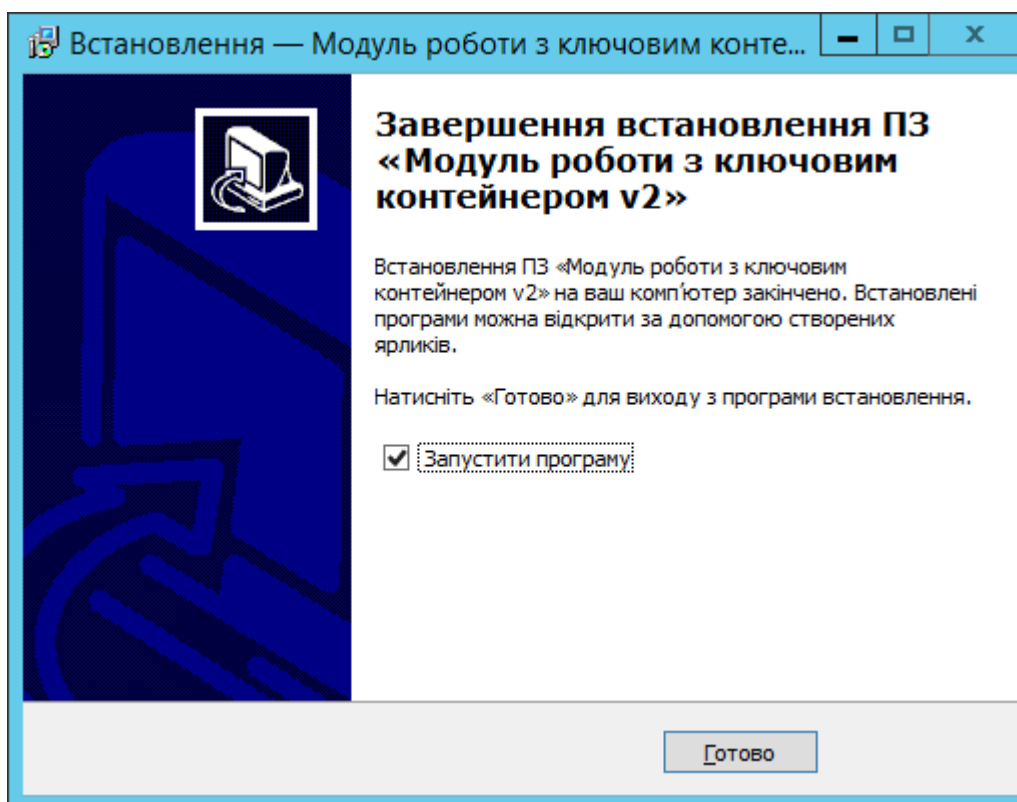 Встановлення — Модуль роботи з ключовим конте...
Завершення встановлення ПЗ
«Модуль роботи з ключовим
контейнером v2»
Встановлення ПЗ «Модуль роботи з ключовим
контейнером v2» на ваш комп'ютер закінчено. Встановлені
програми можна відкрити за допомогою створених
ярликів.
Натисніть «Готово» для виходу з програми встановлення.
Запустити програму
Готово